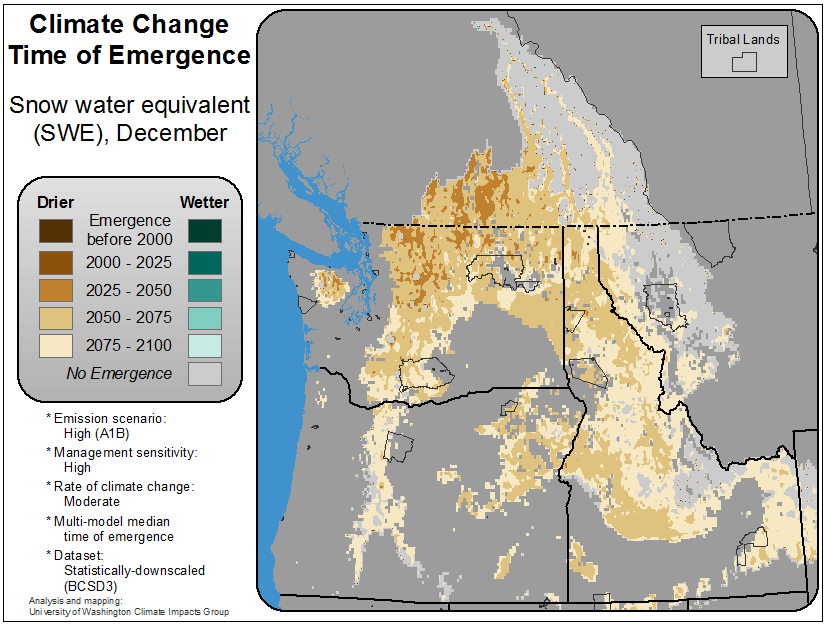 Climate Change
Time of Emergence
Snow water equivalent
(SWE), December
Drier
Wetter
Emergence
before 2000
2000 - 2025
2025 - 2050
2050 - 2075
2075 - 2100
No Emergence
* Emission scenario:
High (A1B)
* Management sensitivity:
High
* Rate of climate change:
Moderate
* Multi-model median
time of emergence
* Dataset:
Statistically-downscaled
(BCSD3)
Analysis and mapping:
University of Washington Climate Impacts Group
Tribal Lands